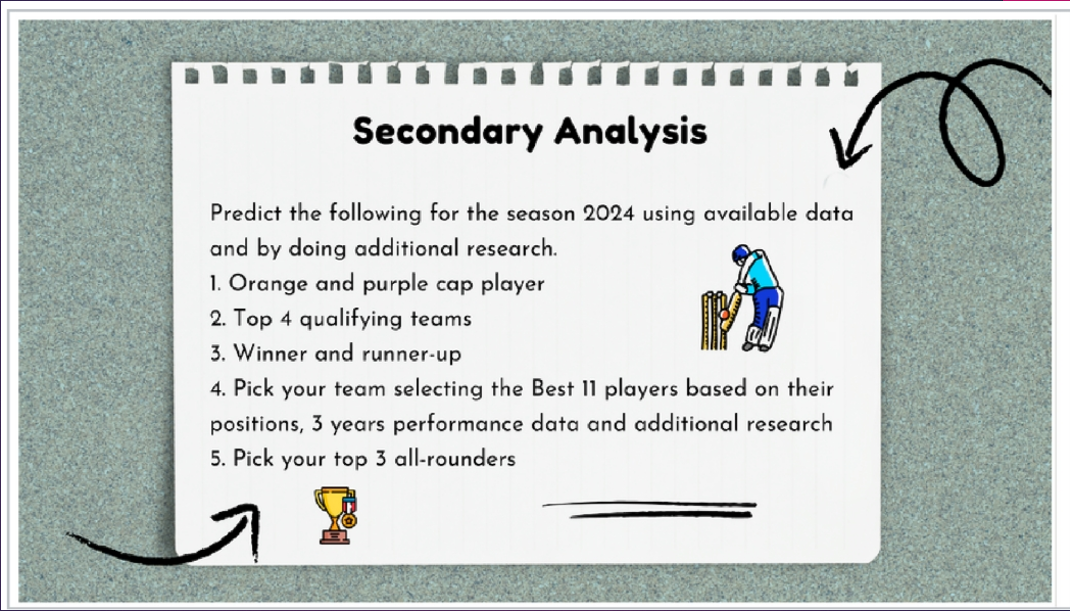 Secondary Analysis
Predict the following for the season 2024 using available data
and by doing additional research.
1. Orange and purple cap player
2. Top 4 qualifying teams
3. Winner and runner-up
4. Pick your team selecting the Best 11 players based on their
positions, 3 years performance data and additional research
5. Pick your top 3 all-rounders